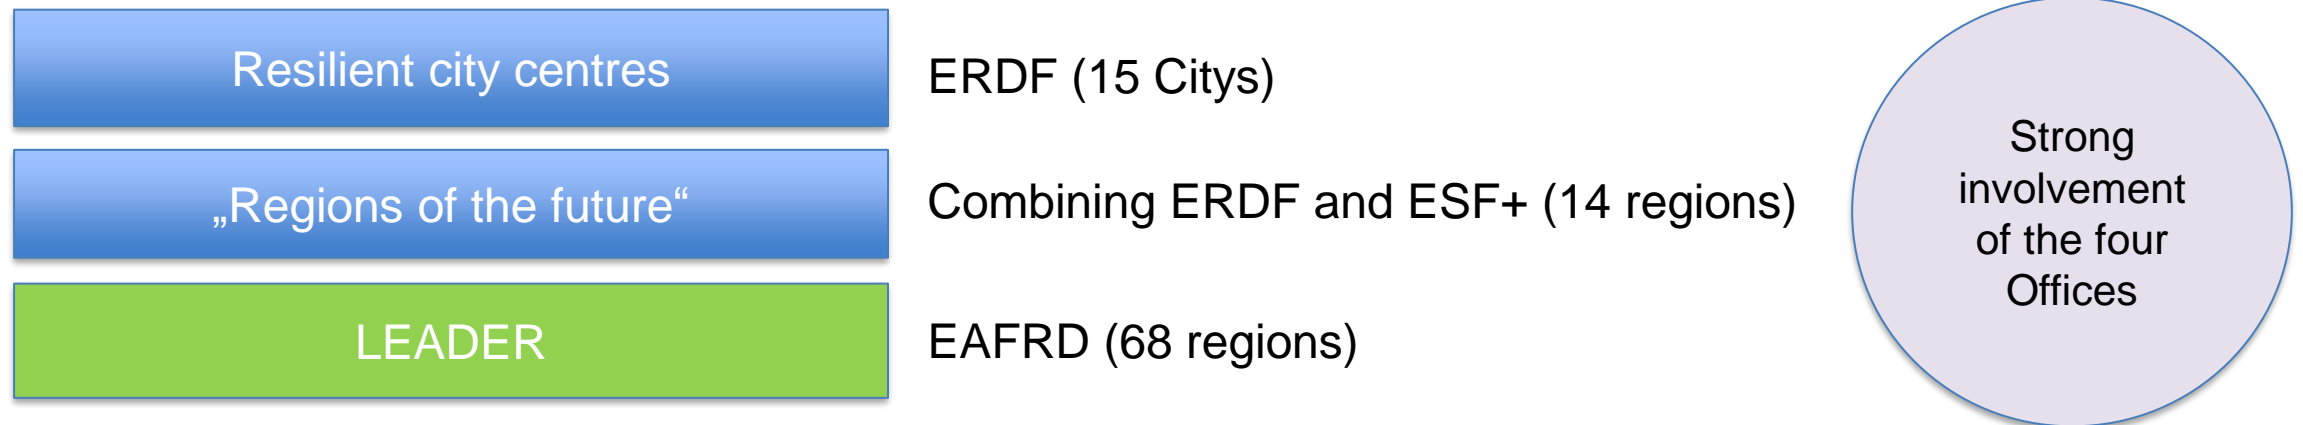 Resilient city centres
ERDF (15 Citys)
„Regions of the future“
Combining ERDF and ESF+ (14 regions)
LEADER
EAFRD (68 regions)
Strong
involvement
of the four
Offices